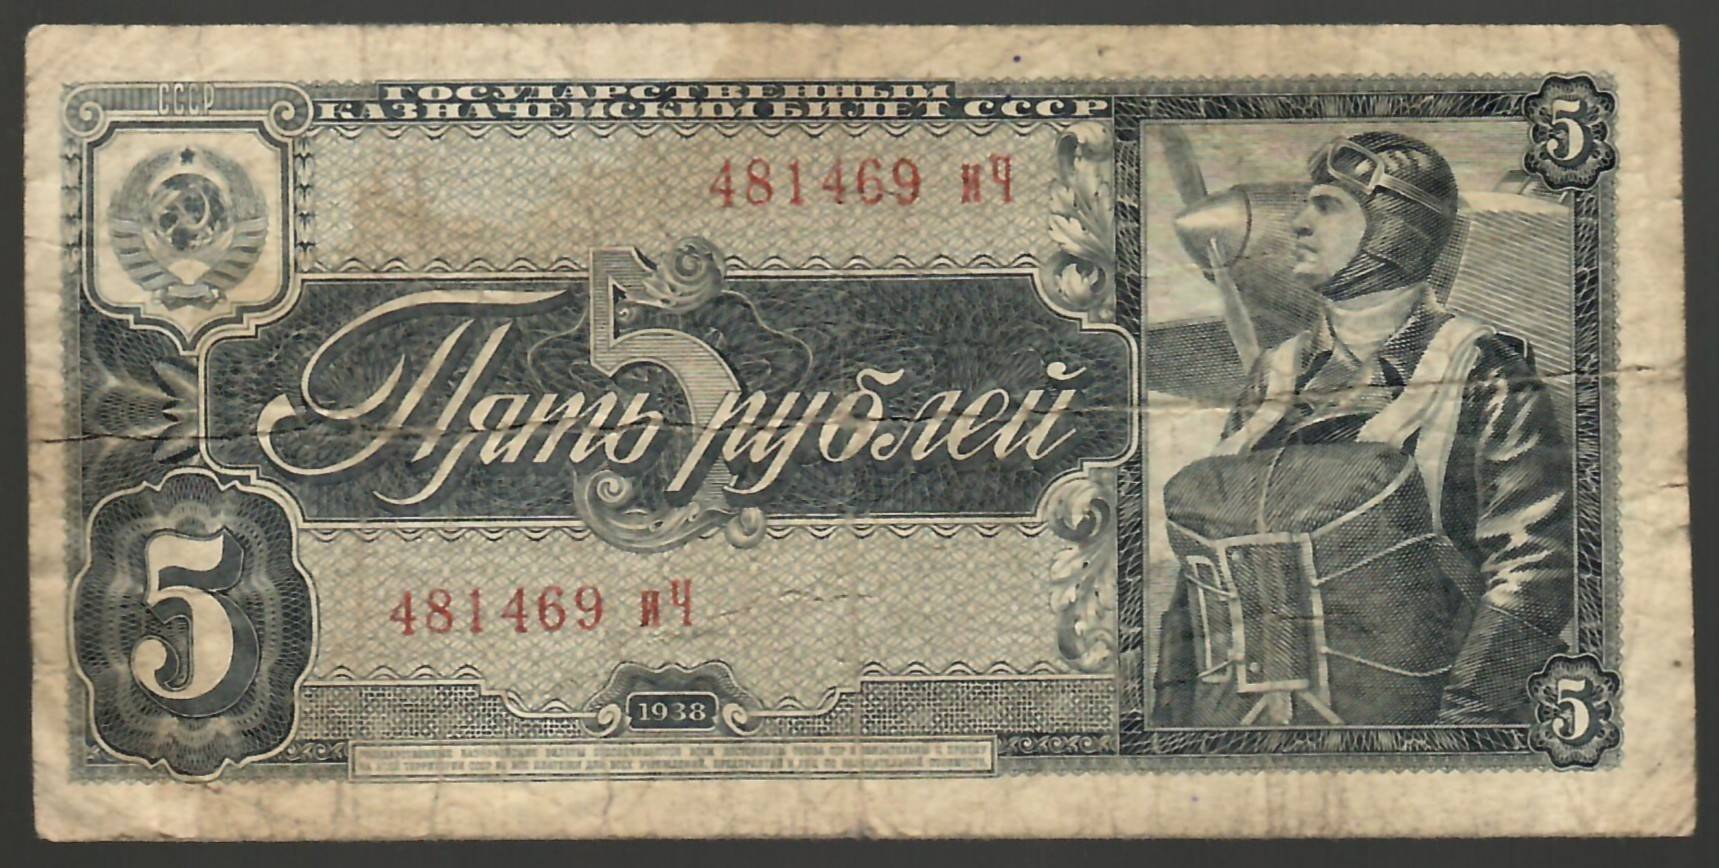 СССР
ГОСУДАРСТВЕННЫЙ
КАЗНАЧЕЙСКИЙ БИЛЕТ СССР
5
481469 иЧ
5
Пять рублей
5
481469 иЧ
1938
5